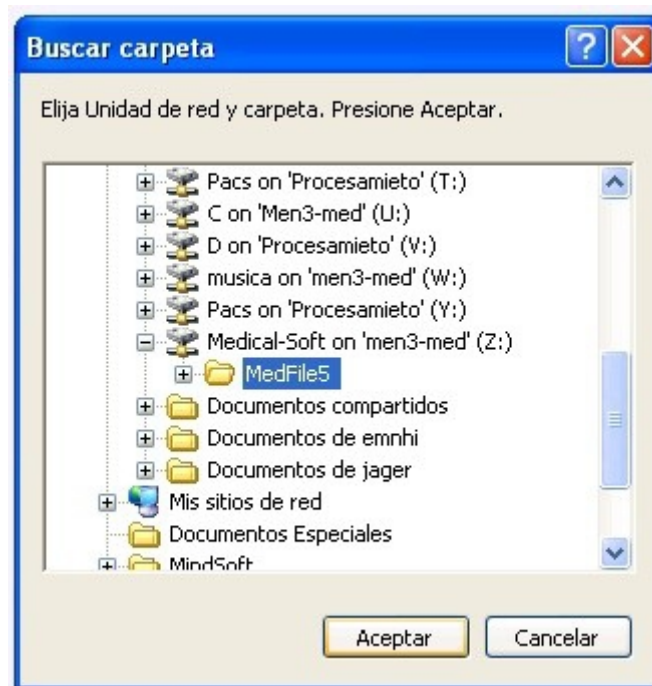 Buscar carpeta
Elija Unidad de red y carpeta. Presione Aceptar.
Pacs on 'Procesamieto' (T:)
C on 'Men3-med' (U:)
D on 'Procesamieto' (V:)
musica on 'men3-med' (W:)
Pacs on 'Procesamieto' (Y:)
Medical-Soft on 'men3-med' (Z:)
MedFile5
Documentos compartidos
Documentos de emnhi
Documentos de jager
Mis sitios de red
Documentos Especiales
MindSoft
Aceptar Cancelar